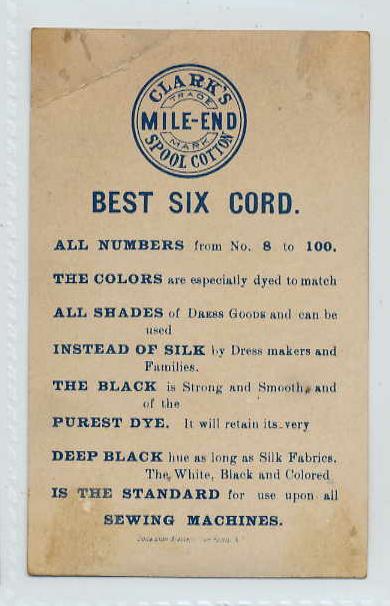 CLARK'S
TRADE
MILE-END
MARK
SPOOL COTTON
BEST SIX CORD.
ALL NUMBERS from No. 8 to 100.
THE COLORS are especially dyed to match
ALL SHADES of DRESS GOODS and can be
used
INSTEAD OF SILK by Dress makers and
Families.
THE BLACK is Strong and Smooth, and
of the
PUREST DYE. It will retain its very
DEEP BLACK hue as long as Silk Fabrics.
The White, Black and Colored
IS THE STANDARD for use upon all
SEWING MACHINES.